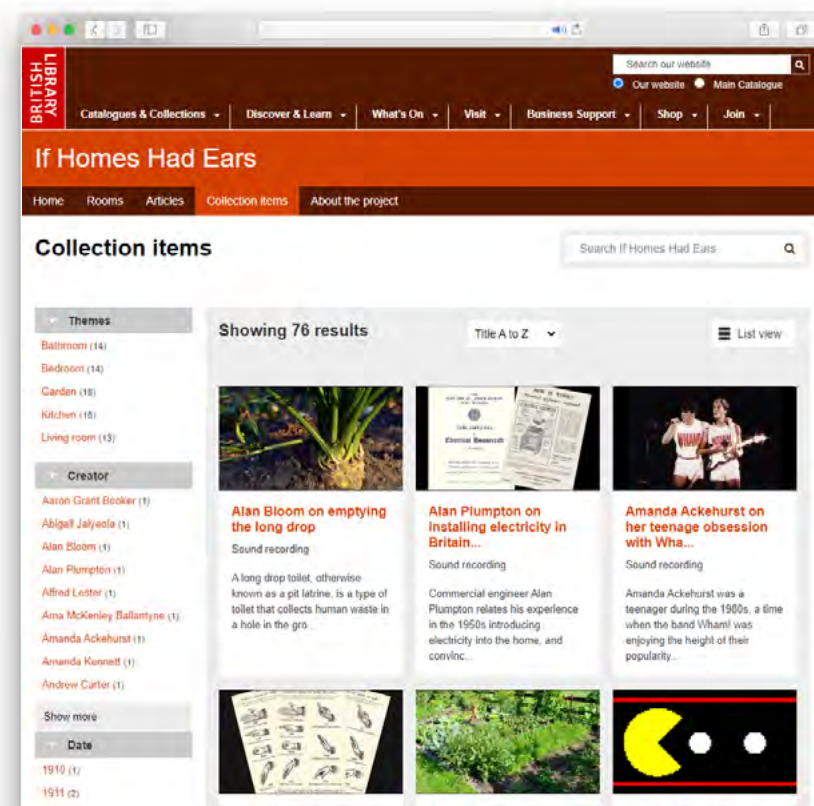 BRITISH
LIBRARY
Search our website
Our website
Main Catalogue
Catalogues & Collections
Discover & Learn
What's On
Visit
Business Support
Shop
Join
If Homes Had Ears
Home
Rooms
Articles
Collection items
About the project
Collection items
Search If Homes Had Ears
Themes
Bathroom (14)
Bedroom (14)
Garden (18)
Kitchen (16)
Living room (13)
Creator
Aaron Grant Booker (1)
Abigail Jaiyeola (1)
Alan Bloom (1)
Alan Plumpton (1)
Alfred Lester (1)
Ama McKenley Ballantyne (1)
Amanda Ackehurst (1)
Amanda Kennett (1)
Andrew Carter (1)
Show more
Date
1910 (1)
1911 (2)
Showing 76 results
Title A to Z
List view
Alan Bloom on emptying
the long drop
Sound recording
A long drop toilet, otherwise
known as a pit latrine, is a type of
toilet that collects human waste in
a hole in the gro...
Alan Plumpton on
installing electricity in
Britain...
Sound recording
Commercial engineer Alan
Plumpton relates his experience
in the 1950s introducing
electricity into the home, and
convinc...
WHAM!
Amanda Ackehurst on
her teenage obsession
with Wha...
Sound recording
Amanda Ackehurst was a
teenager during the 1980s, a time
when the band Wham! was
enjoying the height of their
popularity...